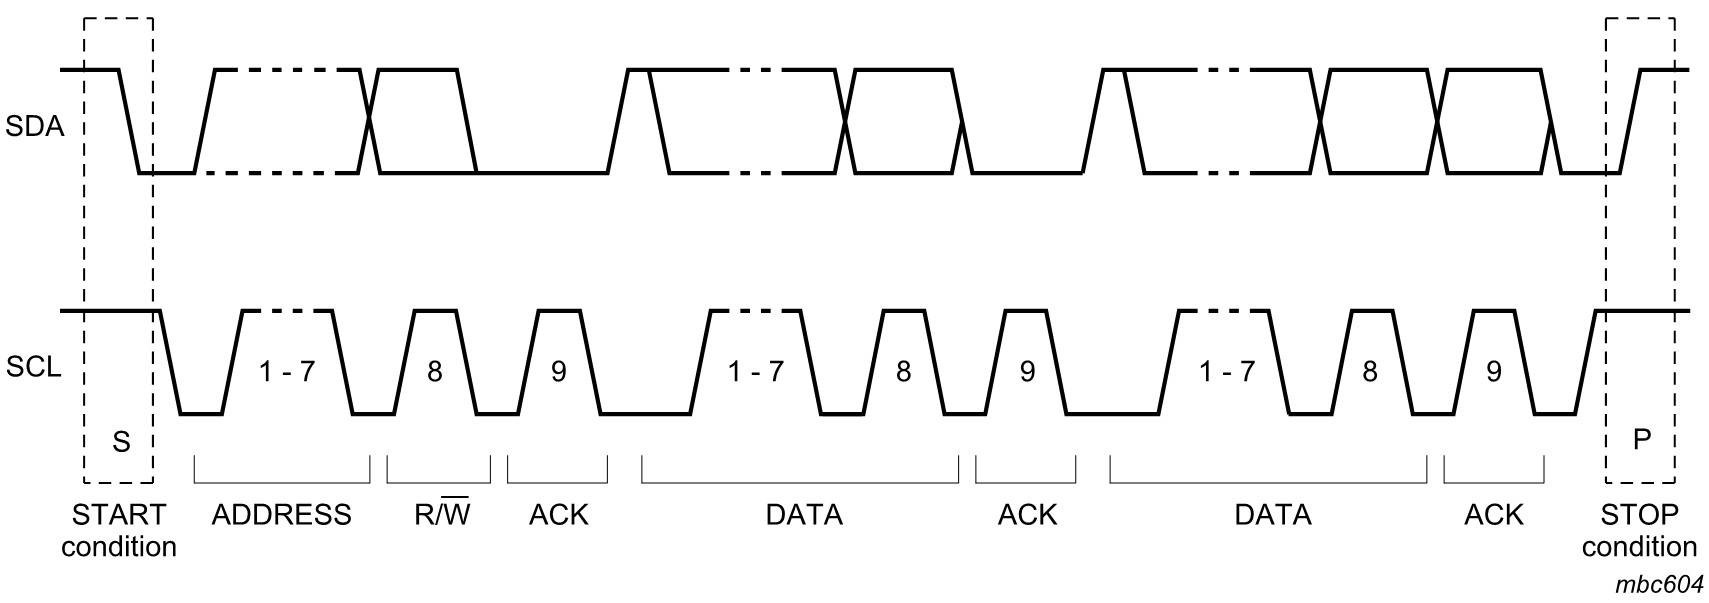 SDA
SCL
1 - 7
8
9
1 - 7
8
9
1 - 7
8
9
S
P
START
condition
ADDRESS
R/W̅
ACK
DATA
ACK
DATA
ACK
STOP
condition
mbc604